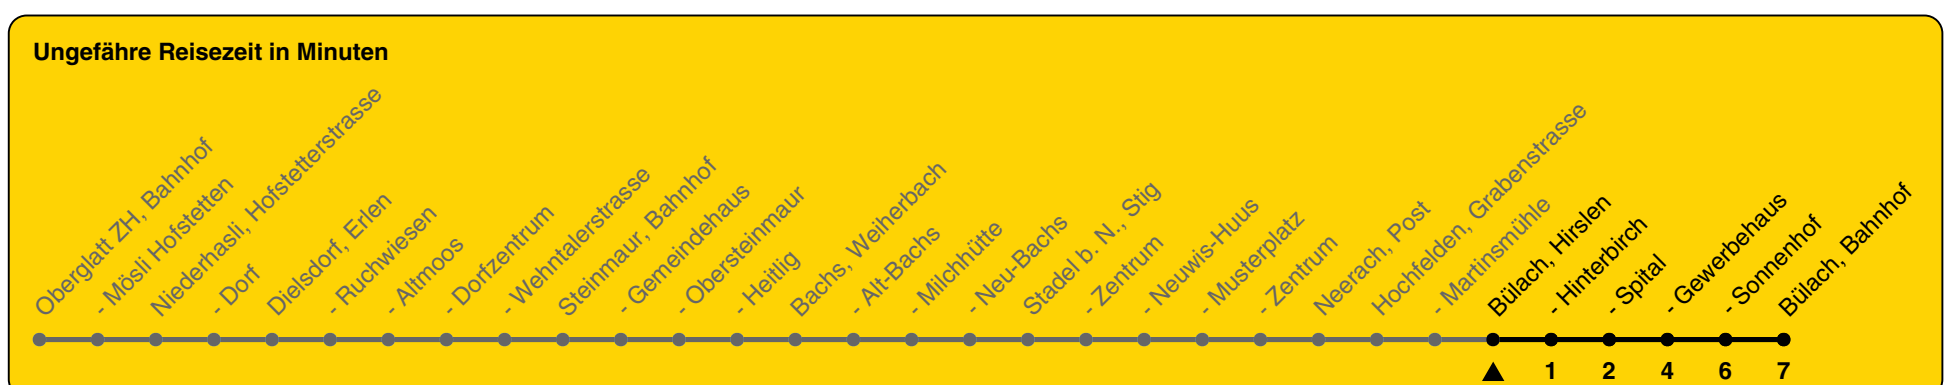 Ungefähre Reisezeit in Minuten
Oberglatt ZH, Bahnhof
- Mösli Hofstetten
Niederhasli, Hofstetterstrasse
- Dorf
Dielsdorf, Erlen
- Ruchwiesen
- Altmoos
- Dorfzentrum
- Wehntalerstrasse
Steinmaur, Bahnhof
- Gemeindehaus
- Obersteinmaur
- Heitlig
Bachs, Weiherbach
- Alt-Bachs
- Milchhütte
- Neu-Bachs
Stadel b. N., Stig
- Zentrum
- Neuwis-Huus
- Musterplatz
- Zentrum
Neerach, Post
Hochfelden, Grabenstrasse
- Martinsmühle
Bülach, Hirslen
- Hinterbirch
- Spital
- Gewerbehaus
- Sonnenhof
Bülach, Bahnhof
1 2 4 6 7